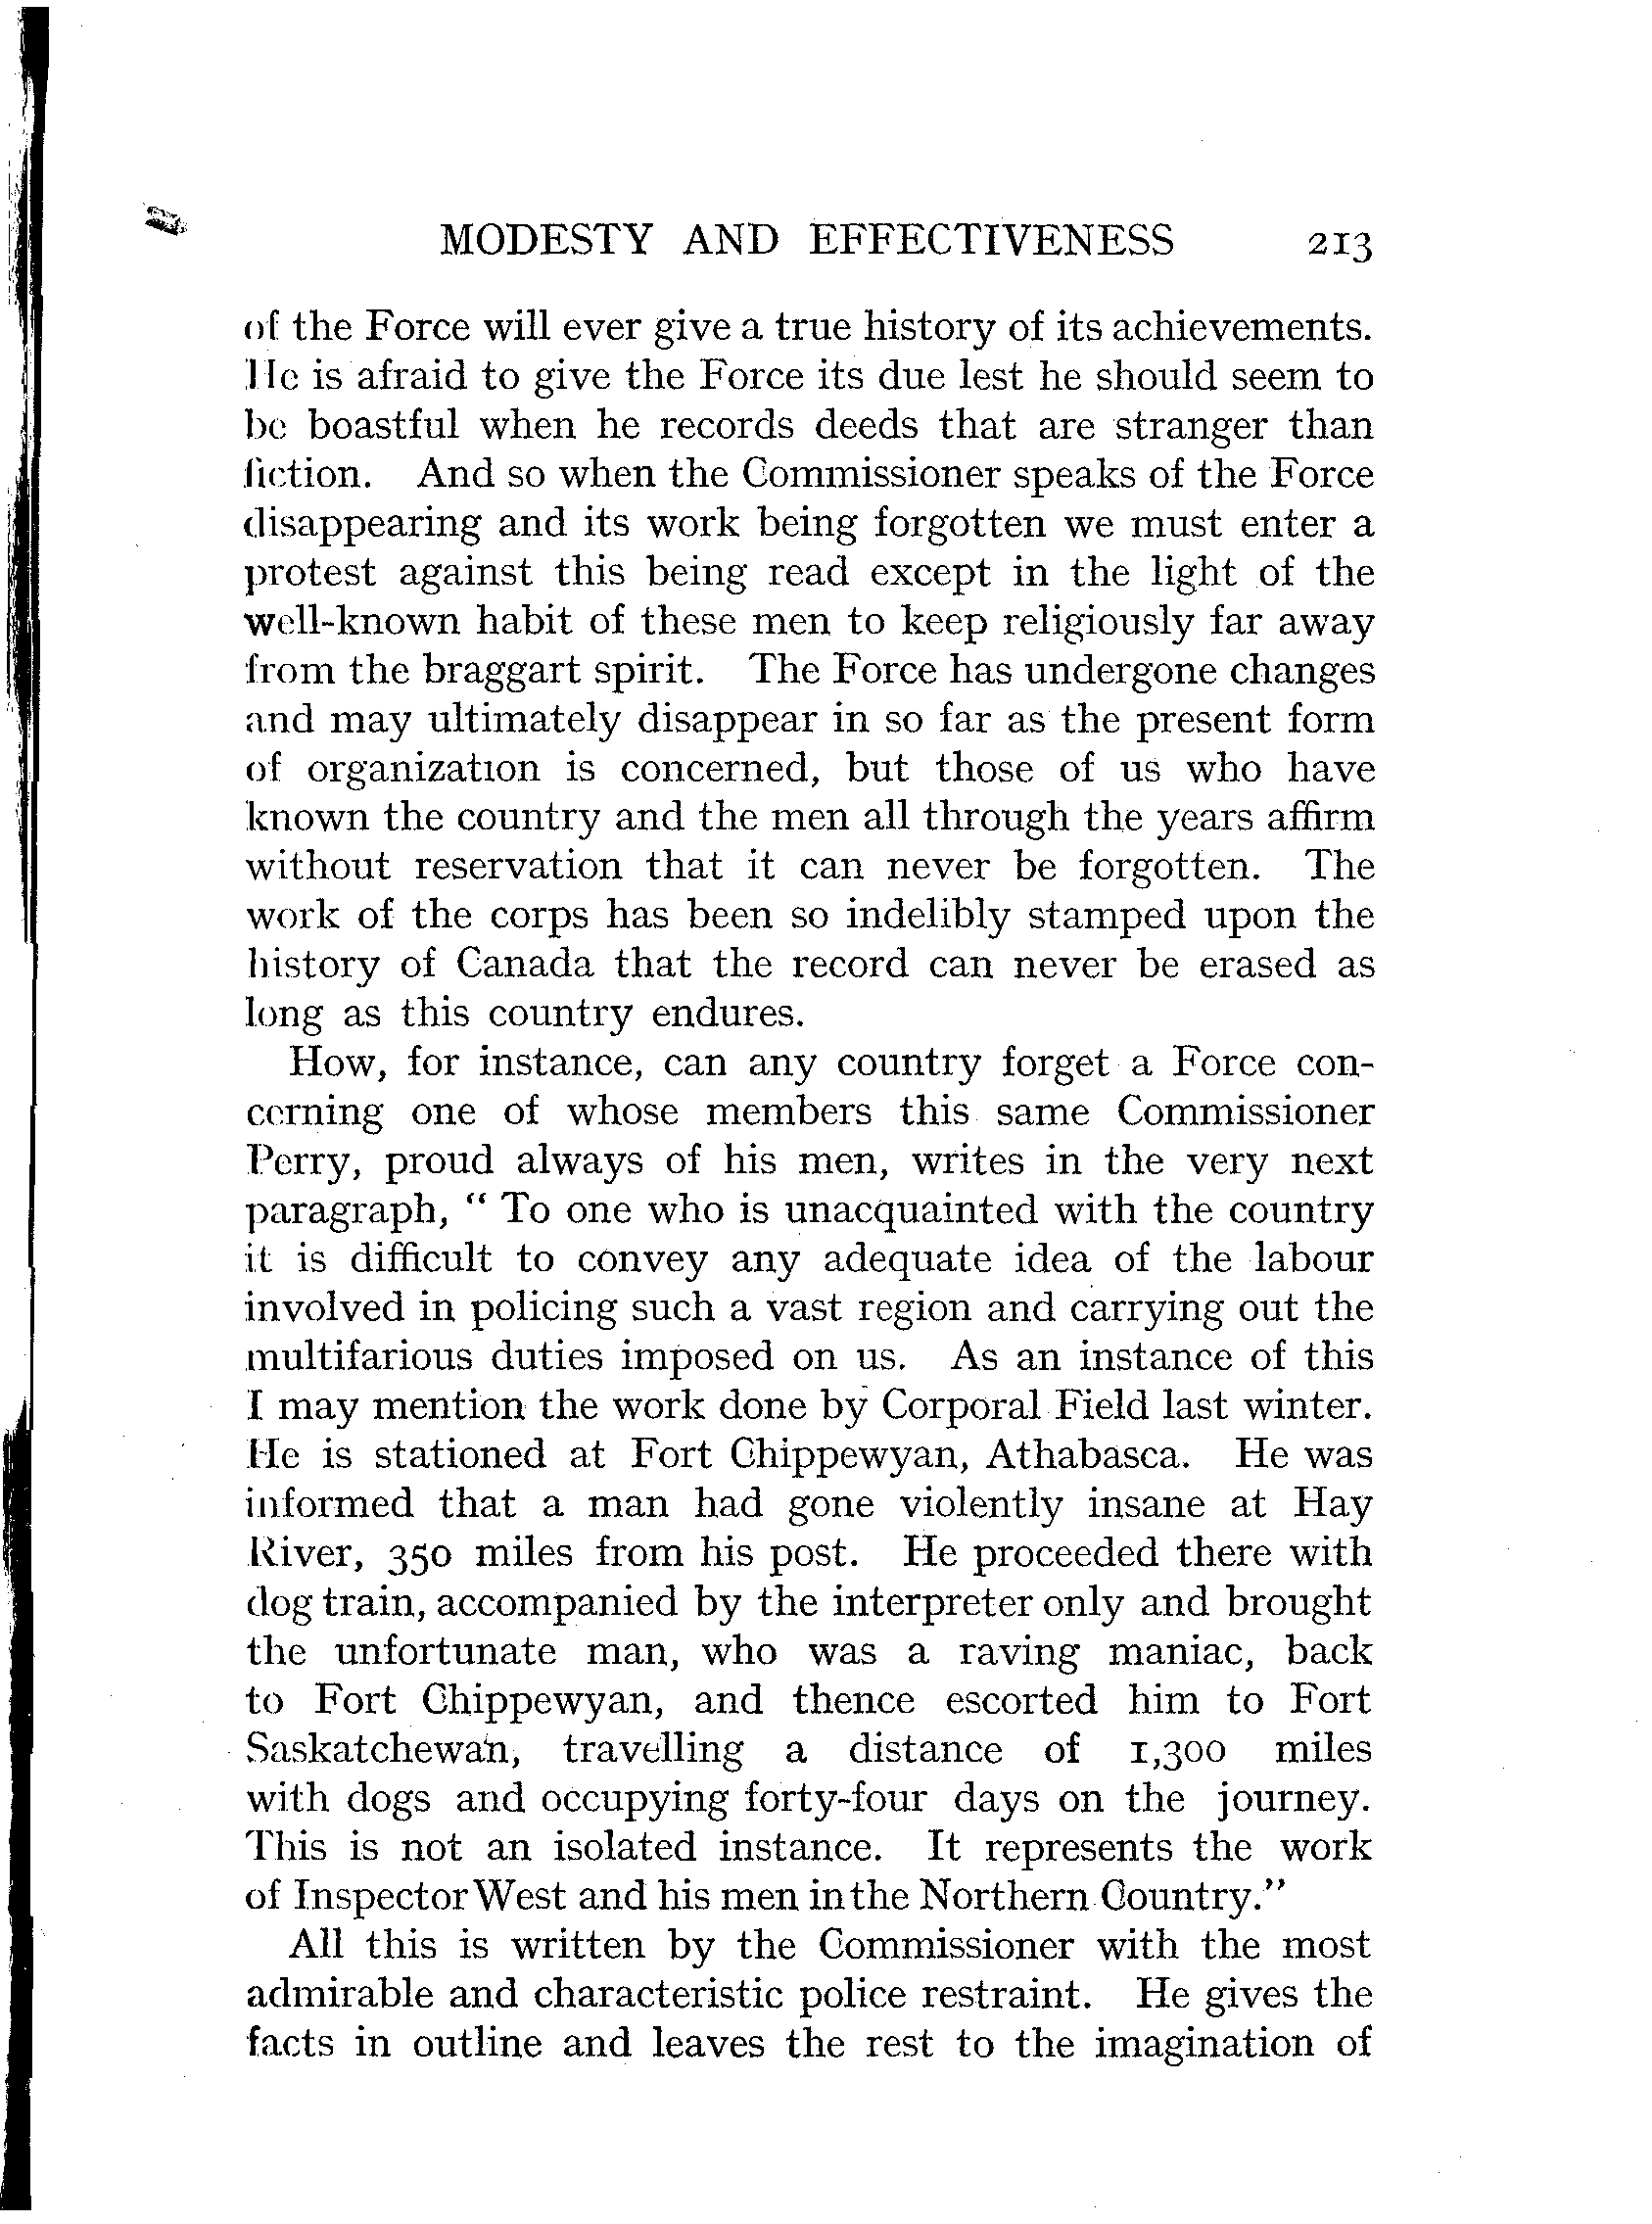 MODESTY AND EFFECTIVENESS 213
of the Force will ever give a true history of its achievements.
He is afraid to give the Force its due lest he should seem to
be boastful when he records deeds that are stranger than
fiction. And so when the Commissioner speaks of the Force
disappearing and its work being forgotten we must enter a
protest against this being read except in the light of the
well-known habit of these men to keep religiously far away
from the braggart spirit. The Force has undergone changes
and may ultimately disappear in so far as the present form
of organization is concerned, but those of us who have
known the country and the men all through the years affirm
without reservation that it can never be forgotten. The
work of the corps has been so indelibly stamped upon the
history of Canada that the record can never be erased as
long as this country endures.
How, for instance, can any country forget a Force con-
cerning one of whose members this same Commissioner
Perry, proud always of his men, writes in the very next
paragraph, “ To one who is unacquainted with the country
it is difficult to convey any adequate idea of the labour
involved in policing such a vast region and carrying out the
multifarious duties imposed on us. As an instance of this
I may mention the work done by Corporal Field last winter.
He is stationed at Fort Chippewyan, Athabasca. He was
informed that a man had gone violently insane at Hay
River, 350 miles from his post. He proceeded there with
dog train, accompanied by the interpreter only and brought
the unfortunate man, who was a raving maniac, back
to Fort Chippewyan, and thence escorted him to Fort
Saskatchewan, travelling a distance of 1,300 miles
with dogs and occupying forty-four days on the journey.
This is not an isolated instance. It represents the work
of Inspector West and his men in the Northern Country.”
All this is written by the Commissioner with the most
admirable and characteristic police restraint. He gives the
facts in outline and leaves the rest to the imagination of